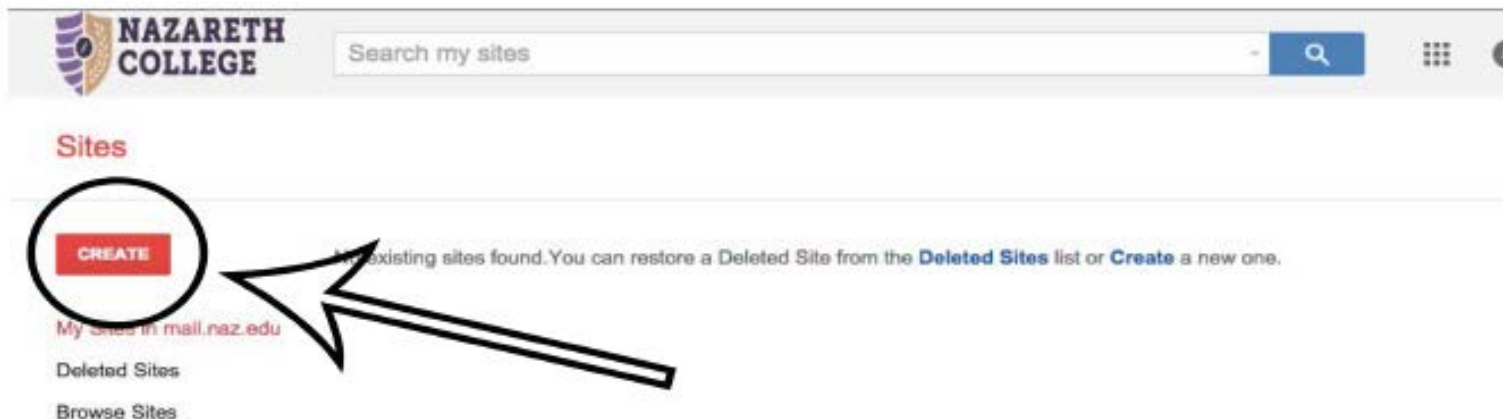 NAZARETH
COLLEGE
Search my sites
Sites
CREATE
existing sites found. You can restore a Deleted Site from the Deleted Sites list or Create a new one.
My Sites in mail.naz.edu
Deleted Sites
Browse Sites